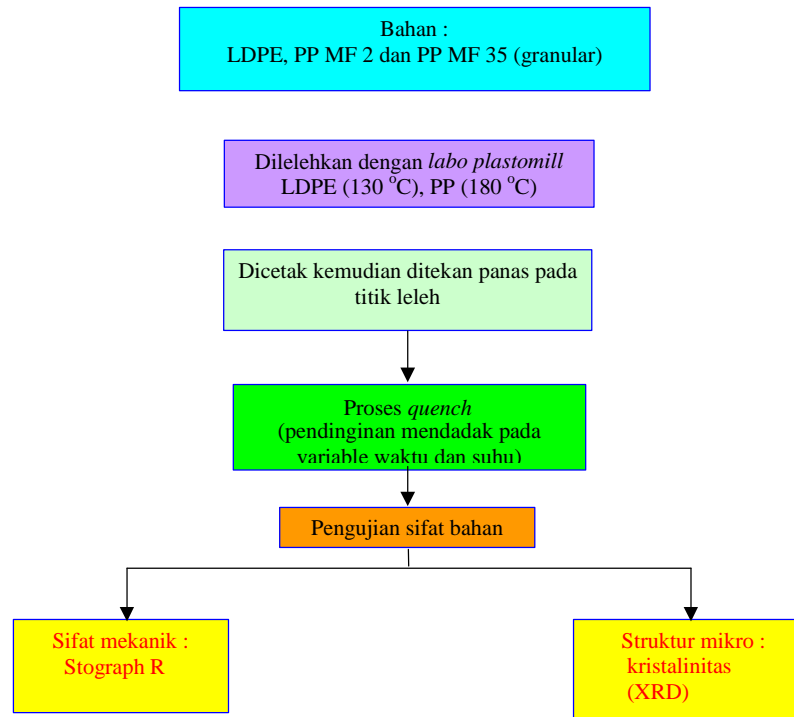 Bahan :
LDPE, PP MF 2 dan PP MF 35 (granular)
Dilelehkan dengan labo plastomill
LDPE (130 °C), PP (180 °C)
Dicetak kemudian ditekan panas pada
titik leleh
Proses quench
(pendinginan mendadak pada
variable waktu dan suhu)
Pengujian sifat bahan
Sifat mekanik :
Stograph R
Struktur mikro :
kristalinitas
(XRD)